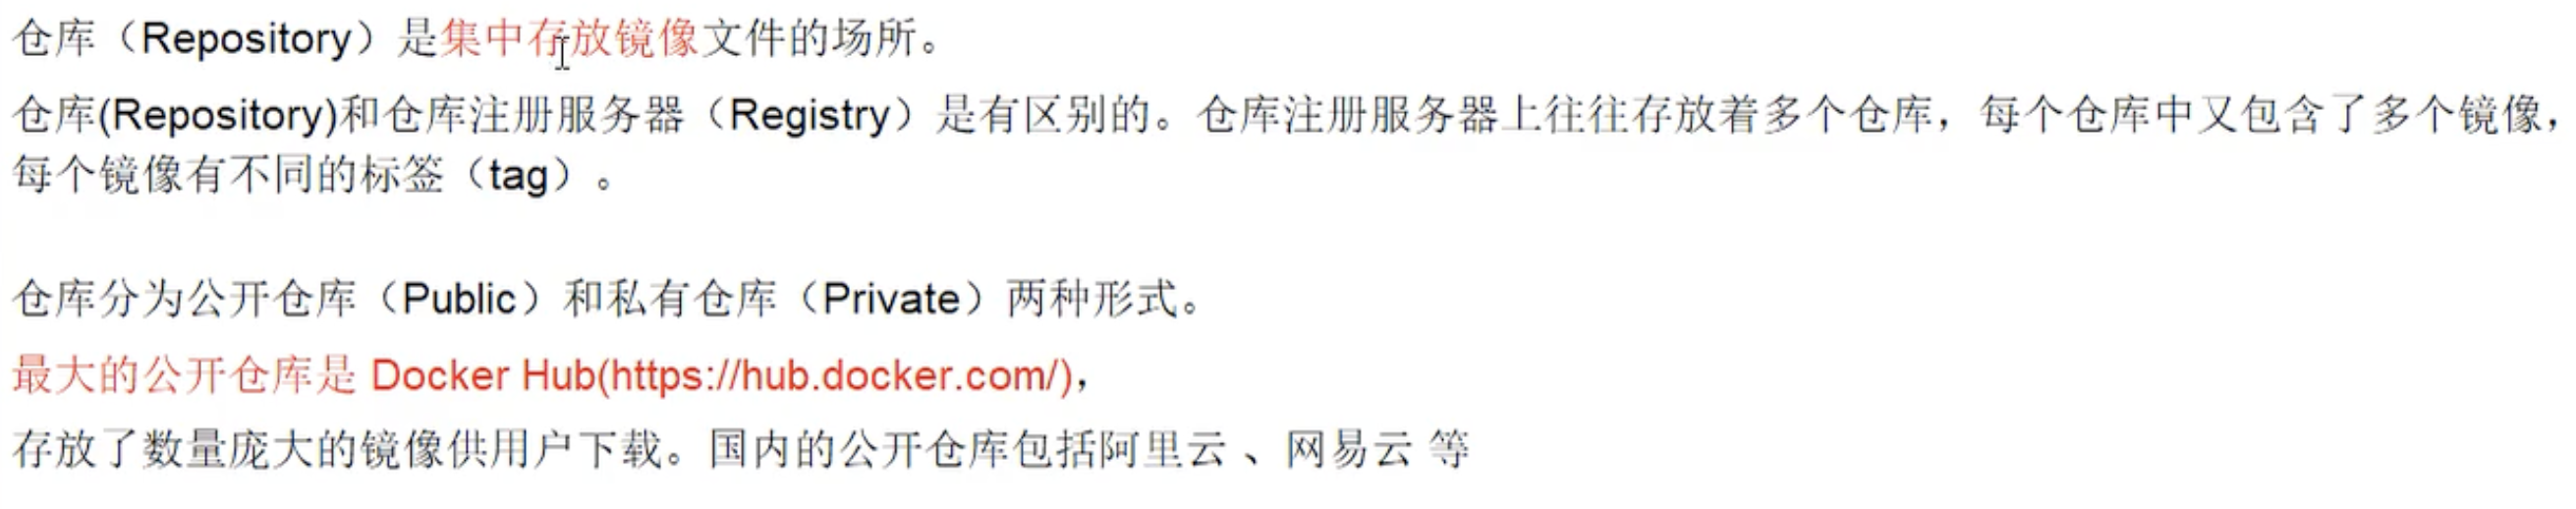 仓库（Repository）是集中存放镜像文件的场所。
仓库(Repository)和仓库注册服务器（Registry）是有区别的。仓库注册服务器上往往存放着多个仓库，每个仓库中又包含了多个镜像，
每个镜像有不同的标签（tag）。
仓库分为公开仓库（Public）和私有仓库（Private）两种形式。
最大的公开仓库是 Docker Hub(https://hub.docker.com/)，
存放了数量庞大的镜像供用户下载。国内的公开仓库包括阿里云 、网易云 等